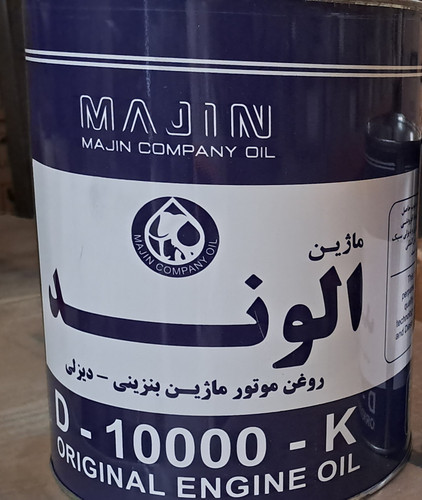 MAJIN
MAJIN COMPANY OIL
MAJIN COMPANY OIL
ماژین
الوند
روغن موتور ماژین بنزینی - دیزلی
D - 10000 - K
ORIGINAL ENGINE OIL